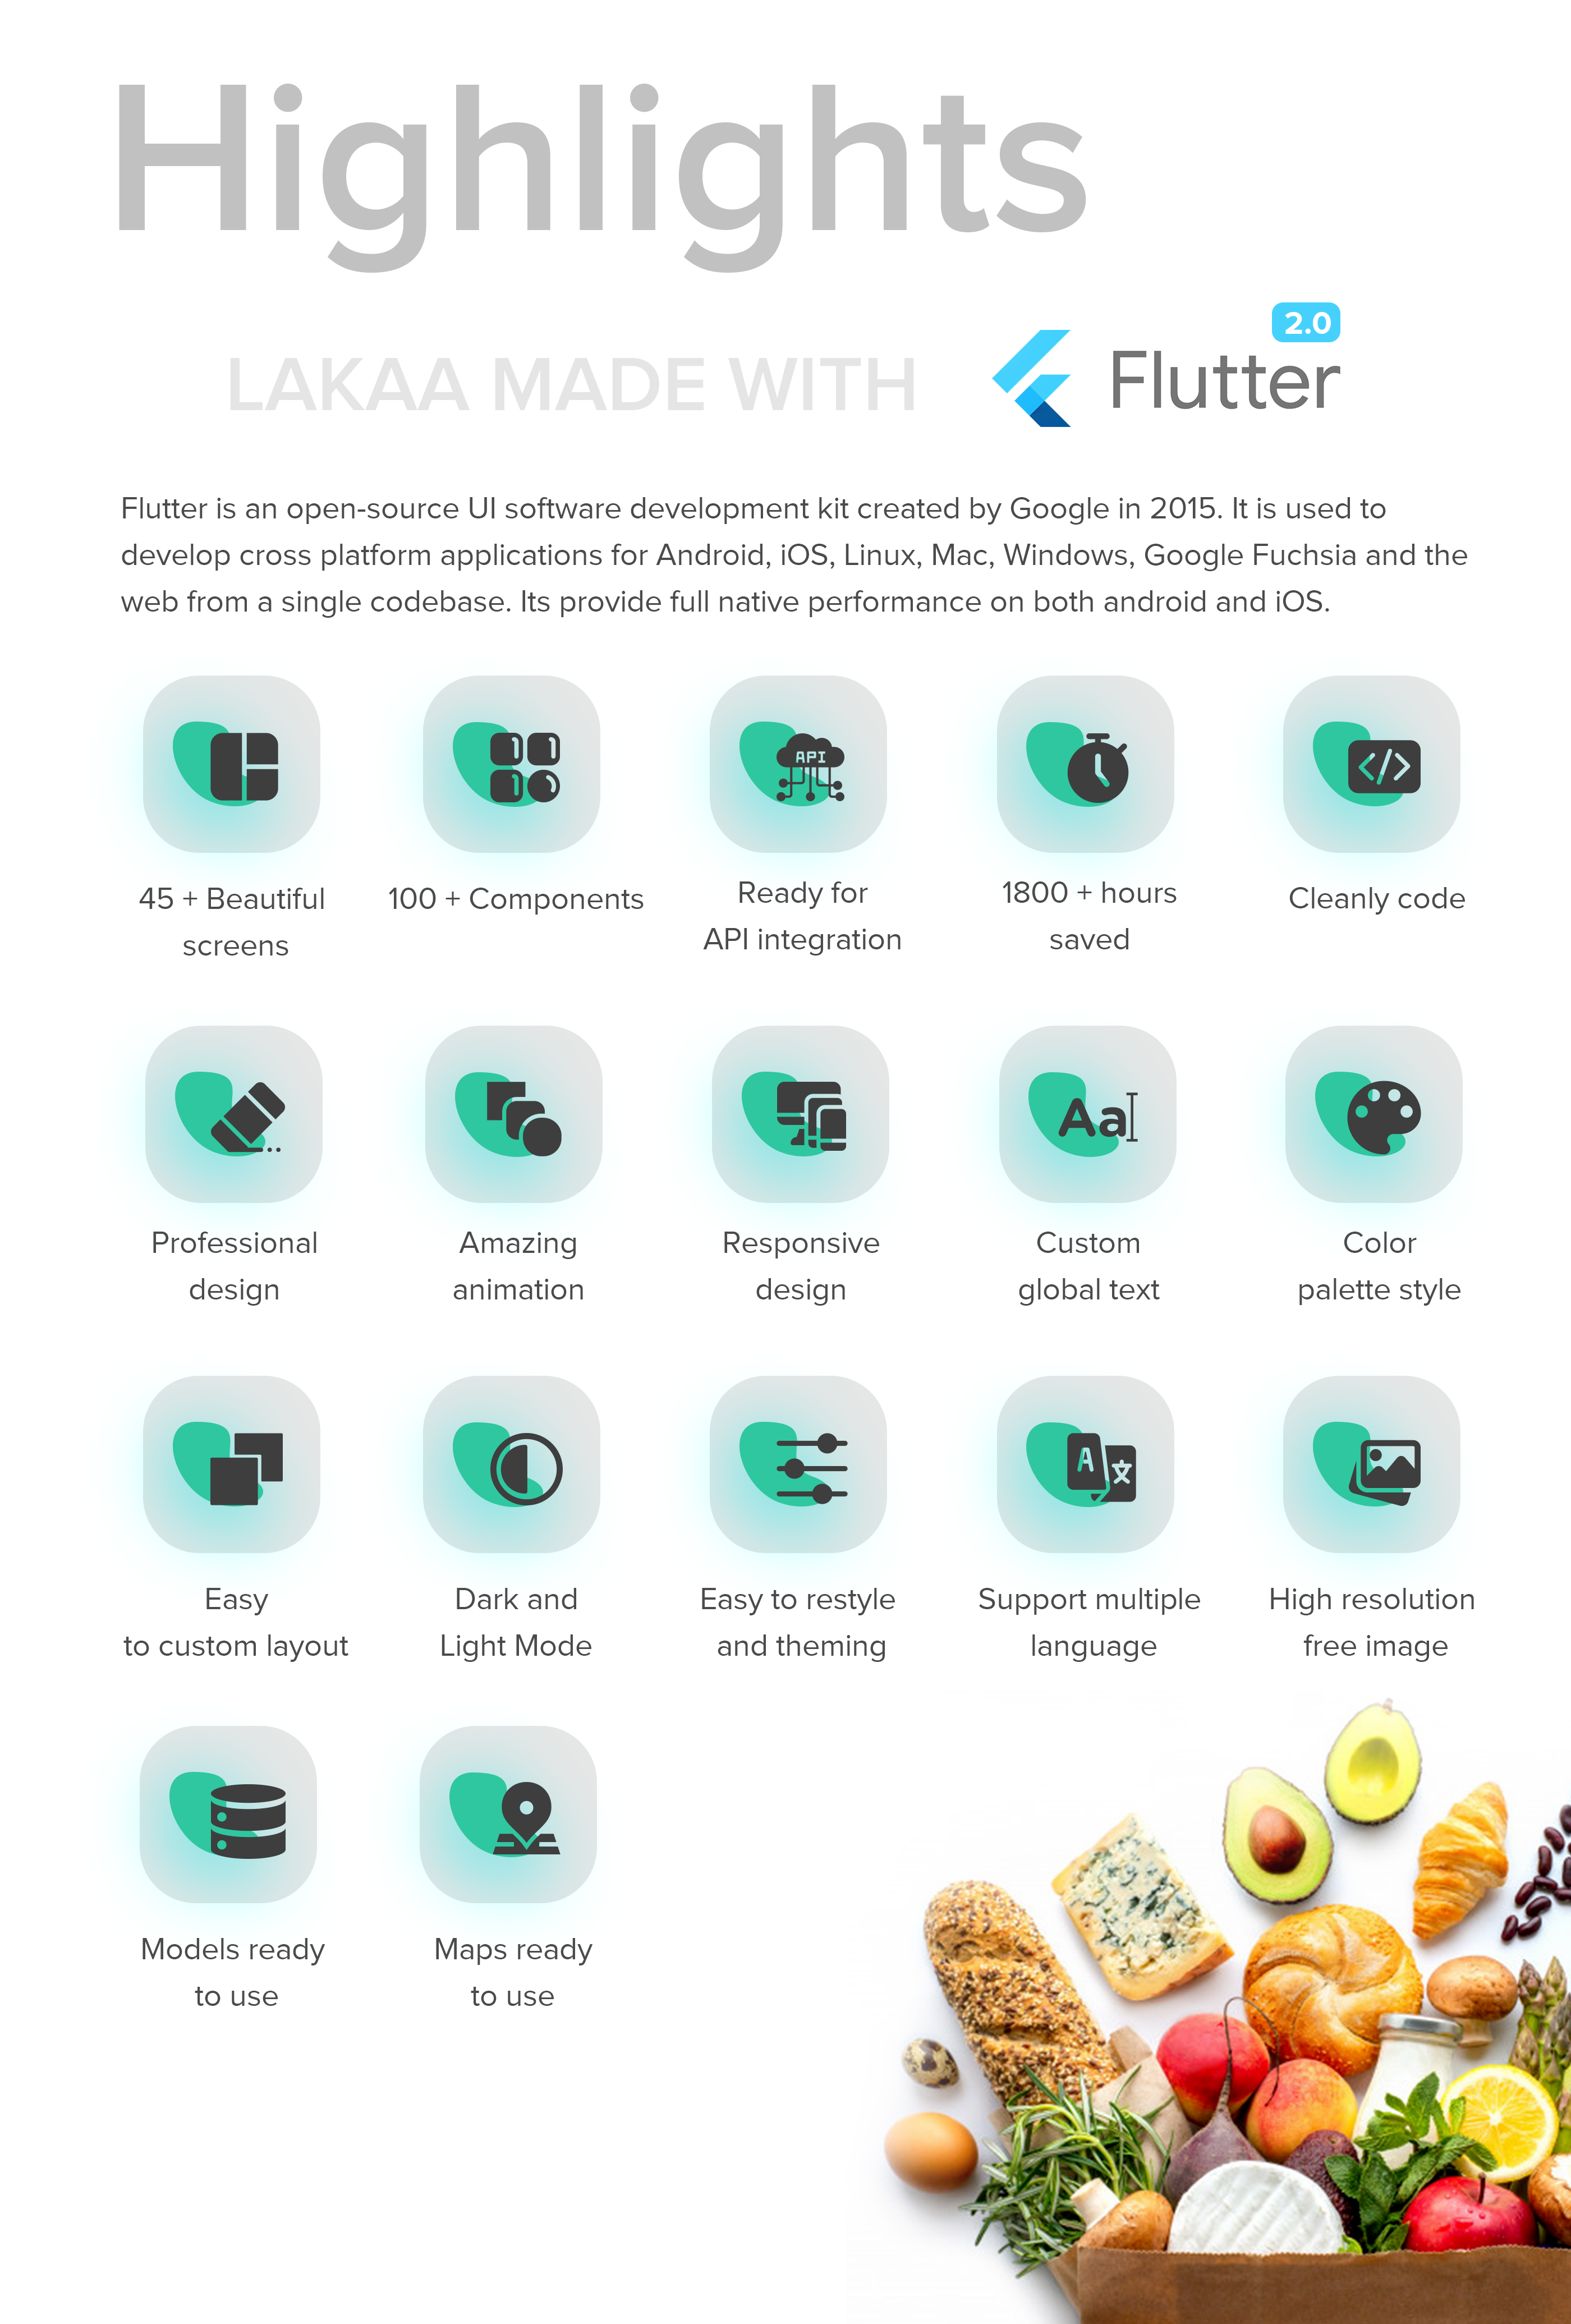 Highlights
LAKAA MADE WITH
2.0
Flutter
Flutter is an open-source UI software development kit created by Google in 2015. It is used to
develop cross platform applications for Android, iOS, Linux, Mac, Windows, Google Fuchsia and the
web from a single codebase. Its provide full native performance on both android and iOS.
API
45 + Beautiful
screens
100 + Components
Ready for
API integration
1800 + hours
saved
Cleanly code
Aa
Professional
design
Amazing
animation
Responsive
design
Custom
global text
Color
palette style
A 文
Easy
to custom layout
Dark and
Light Mode
Easy to restyle
and theming
Support multiple
language
High resolution
free image
Models ready
to use
Maps ready
to use